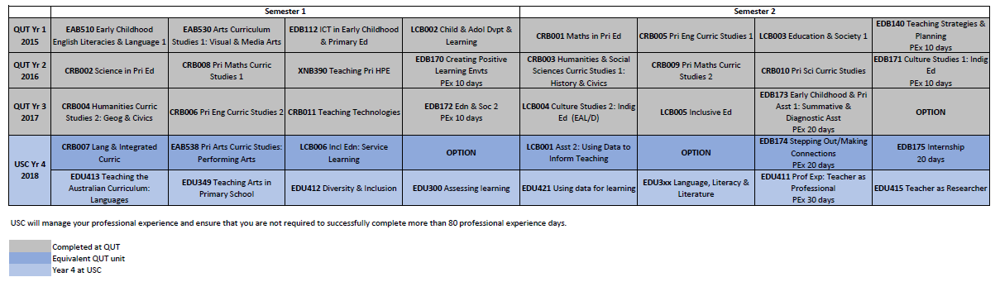 Semester 1
Semester 2
QUT Yr 1
2015
EAB510 Early Childhood
English Literacies & Language 1
EAB530 Arts Curriculum
Studies 1: Visual & Media Arts
EDB112 ICT in Early Childhood
& Primary Ed
LCB002 Child & Adol Dvpt &
Learning
CRB001 Maths in Pri Ed
CRB005 Pri Eng Curric Studies 1
LCB003 Education & Society 1
EDB140 Teaching Strategies &
Planning
PEx 10 days
QUT Yr 2
2016
CRB002 Science in Pri Ed
CRB008 Pri Maths Curric
Studies 1
XNB390 Teaching Pri HPE
EDB170 Creating Positive
Learning Envts
PEx 10 days
CRB003 Humanities & Social
Sciences Curric Studies 1:
History & Civics
CRB009 Pri Maths Curric
Studies 2
CRB010 Pri Sci Curric Studies
EDB171 Culture Studies 1: Indig
Ed
PEx 10 days
QUT Yr 3
2017
CRB004 Humanities Curric
Studies 2: Geog & Civics
CRB006 Pri Eng Curric Studies 2
CRB011 Teaching Technologies
EDB172 Edn & Soc 2
PEx 10 days
LCB004 Culture Studies 2: Indig
Ed (EAL/D)
LCB005 Inclusive Ed
EDB173 Early Childhood & Pri
Asst 1: Summative &
Diagnostic Asst
PEx 20 days
OPTION
USC Yr 4
2018
CRB007 Lang & Integrated
Curric
EAB538 Pri Arts Curric Studies:
Performing Arts
LCB006 Incl Edn: Service
Learning
OPTION
LCB001 Asst 2: Using Data to
Inform Teaching
OPTION
EDB174 Stepping Out/Making
Connections
PEx 20 days
EDB175 Internship
20 days
EDU413 Teaching the
Australian Curriculum:
Languages
EDU349 Teaching Arts in
Primary School
EDU412 Diversity & Inclusion
EDU300 Assessing learning
EDU421 Using data for learning
EDU3xx Language, Literacy &
Literature
EDU411 Prof Exp: Teacher as
Professional
PEx 30 days
EDU415 Teacher as Researcher
USC will manage your professional experience and ensure that you are not required to successfully complete more than 80 professional experience days.
Completed at QUT
Equivalent QUT unit
Year 4 at USC